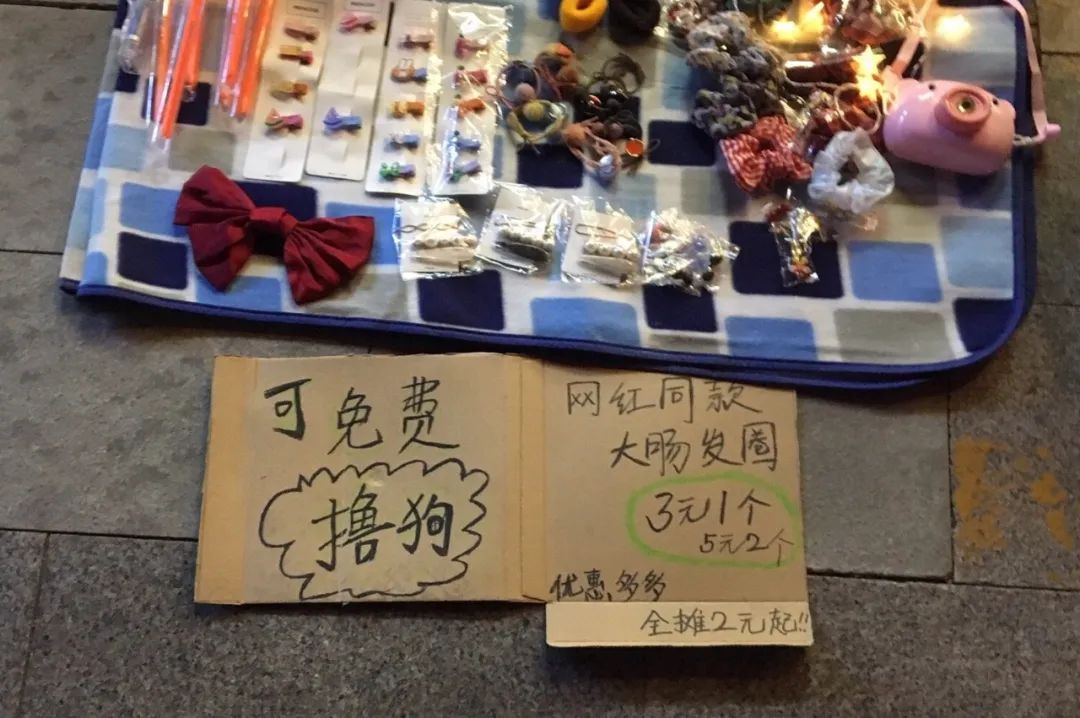 可免费
撸狗
网红同款
大肠发圈
3元1个
5元2个
优惠多多
全摊2元起!!